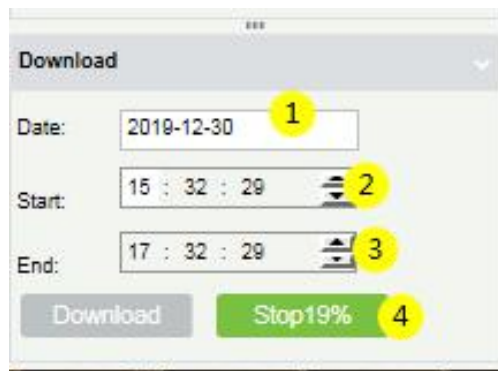 Download
Date: 2019-12-30 1
Start: 15 : 32 : 29 2
End: 17 : 32 : 29 3
Download Stop19% 4